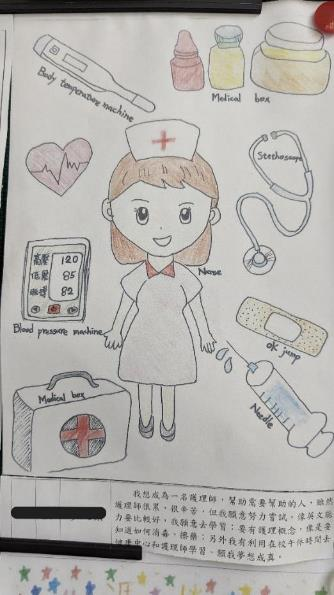 Body temperature machine
Medical box
Stethoscope
高壓 120
低壓 85
脈搏 82
Nurse
Blood pressure machine
OK jump
Medical box
Needle
我想成為一名護理師，幫助需要幫助的人，雖然
護理師很累，很辛苦，但我願意努力嘗試，像英文能
力要比較好，我願意去學習；要有護理概念，像是要
知道如何消毒、擦藥；另外我有利用在校午休時間去
健康中心和護理師學習，願我夢想成真。